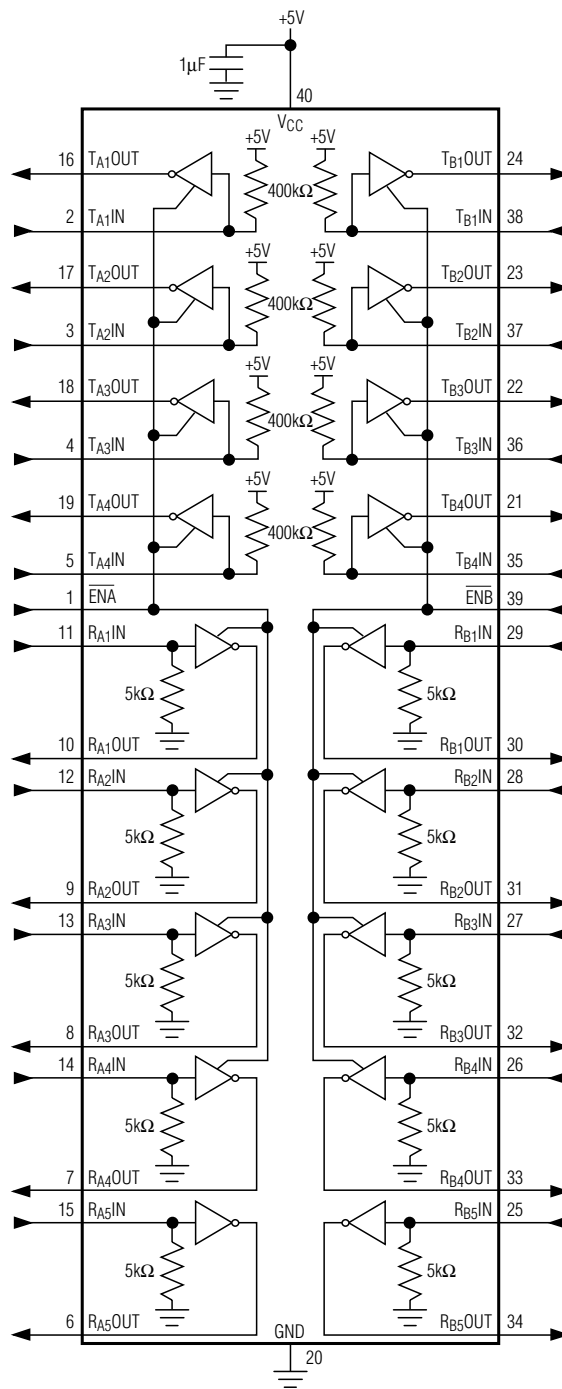 +5V
1µF
40
VCC
16 TA1OUT +5V +5V TB1OUT 24
400kΩ
2 TA1IN TB1IN 38
17 TA2OUT +5V TB2OUT 23
400kΩ
3 TA2IN TB2IN 37
18 TA3OUT +5V TB3OUT 22
400kΩ
4 TA3IN TB3IN 36
19 TA4OUT +5V TB4OUT 21
400kΩ
5 TA4IN TB4IN 35
1 ENA ENB 39
11 RA1IN RB1IN 29
5kΩ 5kΩ
10 RA1OUT RB1OUT 30
12 RA2IN RB2IN 28
5kΩ 5kΩ
9 RA2OUT RB2OUT 31
13 RA3IN RB3IN 27
5kΩ 5kΩ
8 RA3OUT RB3OUT 32
14 RA4IN RB4IN 26
5kΩ 5kΩ
7 RA4OUT RB4OUT 33
15 RA5IN RB5IN 25
5kΩ 5kΩ
6 RA5OUT GND RB5OUT 34
20